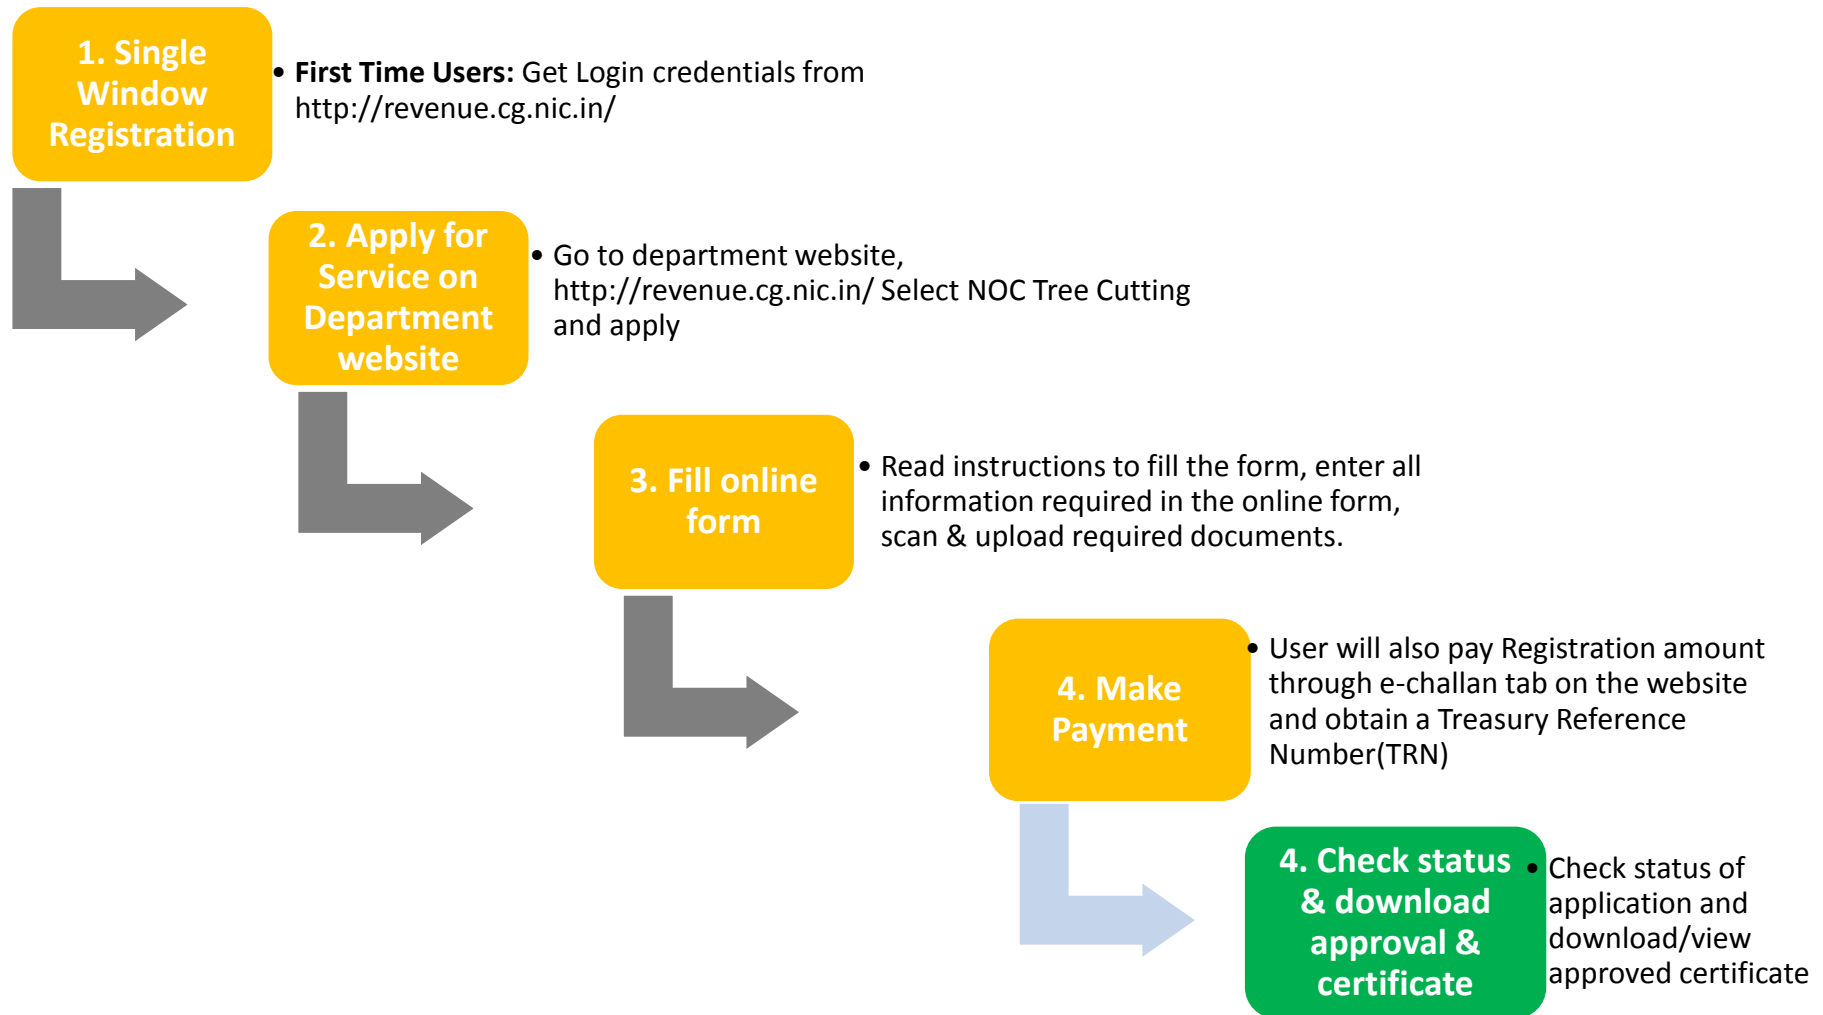 1. Single
Window
Registration
• First Time Users: Get Login credentials from
http://revenue.cg.nic.in/
2. Apply for
Service on
Department
website
• Go to department website,
http://revenue.cg.nic.in/ Select NOC Tree Cutting
and apply
3. Fill online
form
• Read instructions to fill the form, enter all
information required in the online form,
scan & upload required documents.
4. Make
Payment
• User will also pay Registration amount
through e-challan tab on the website
and obtain a Treasury Reference
Number(TRN)
4. Check status
& download
approval &
certificate
• Check status of
application and
download/view
approved certificate